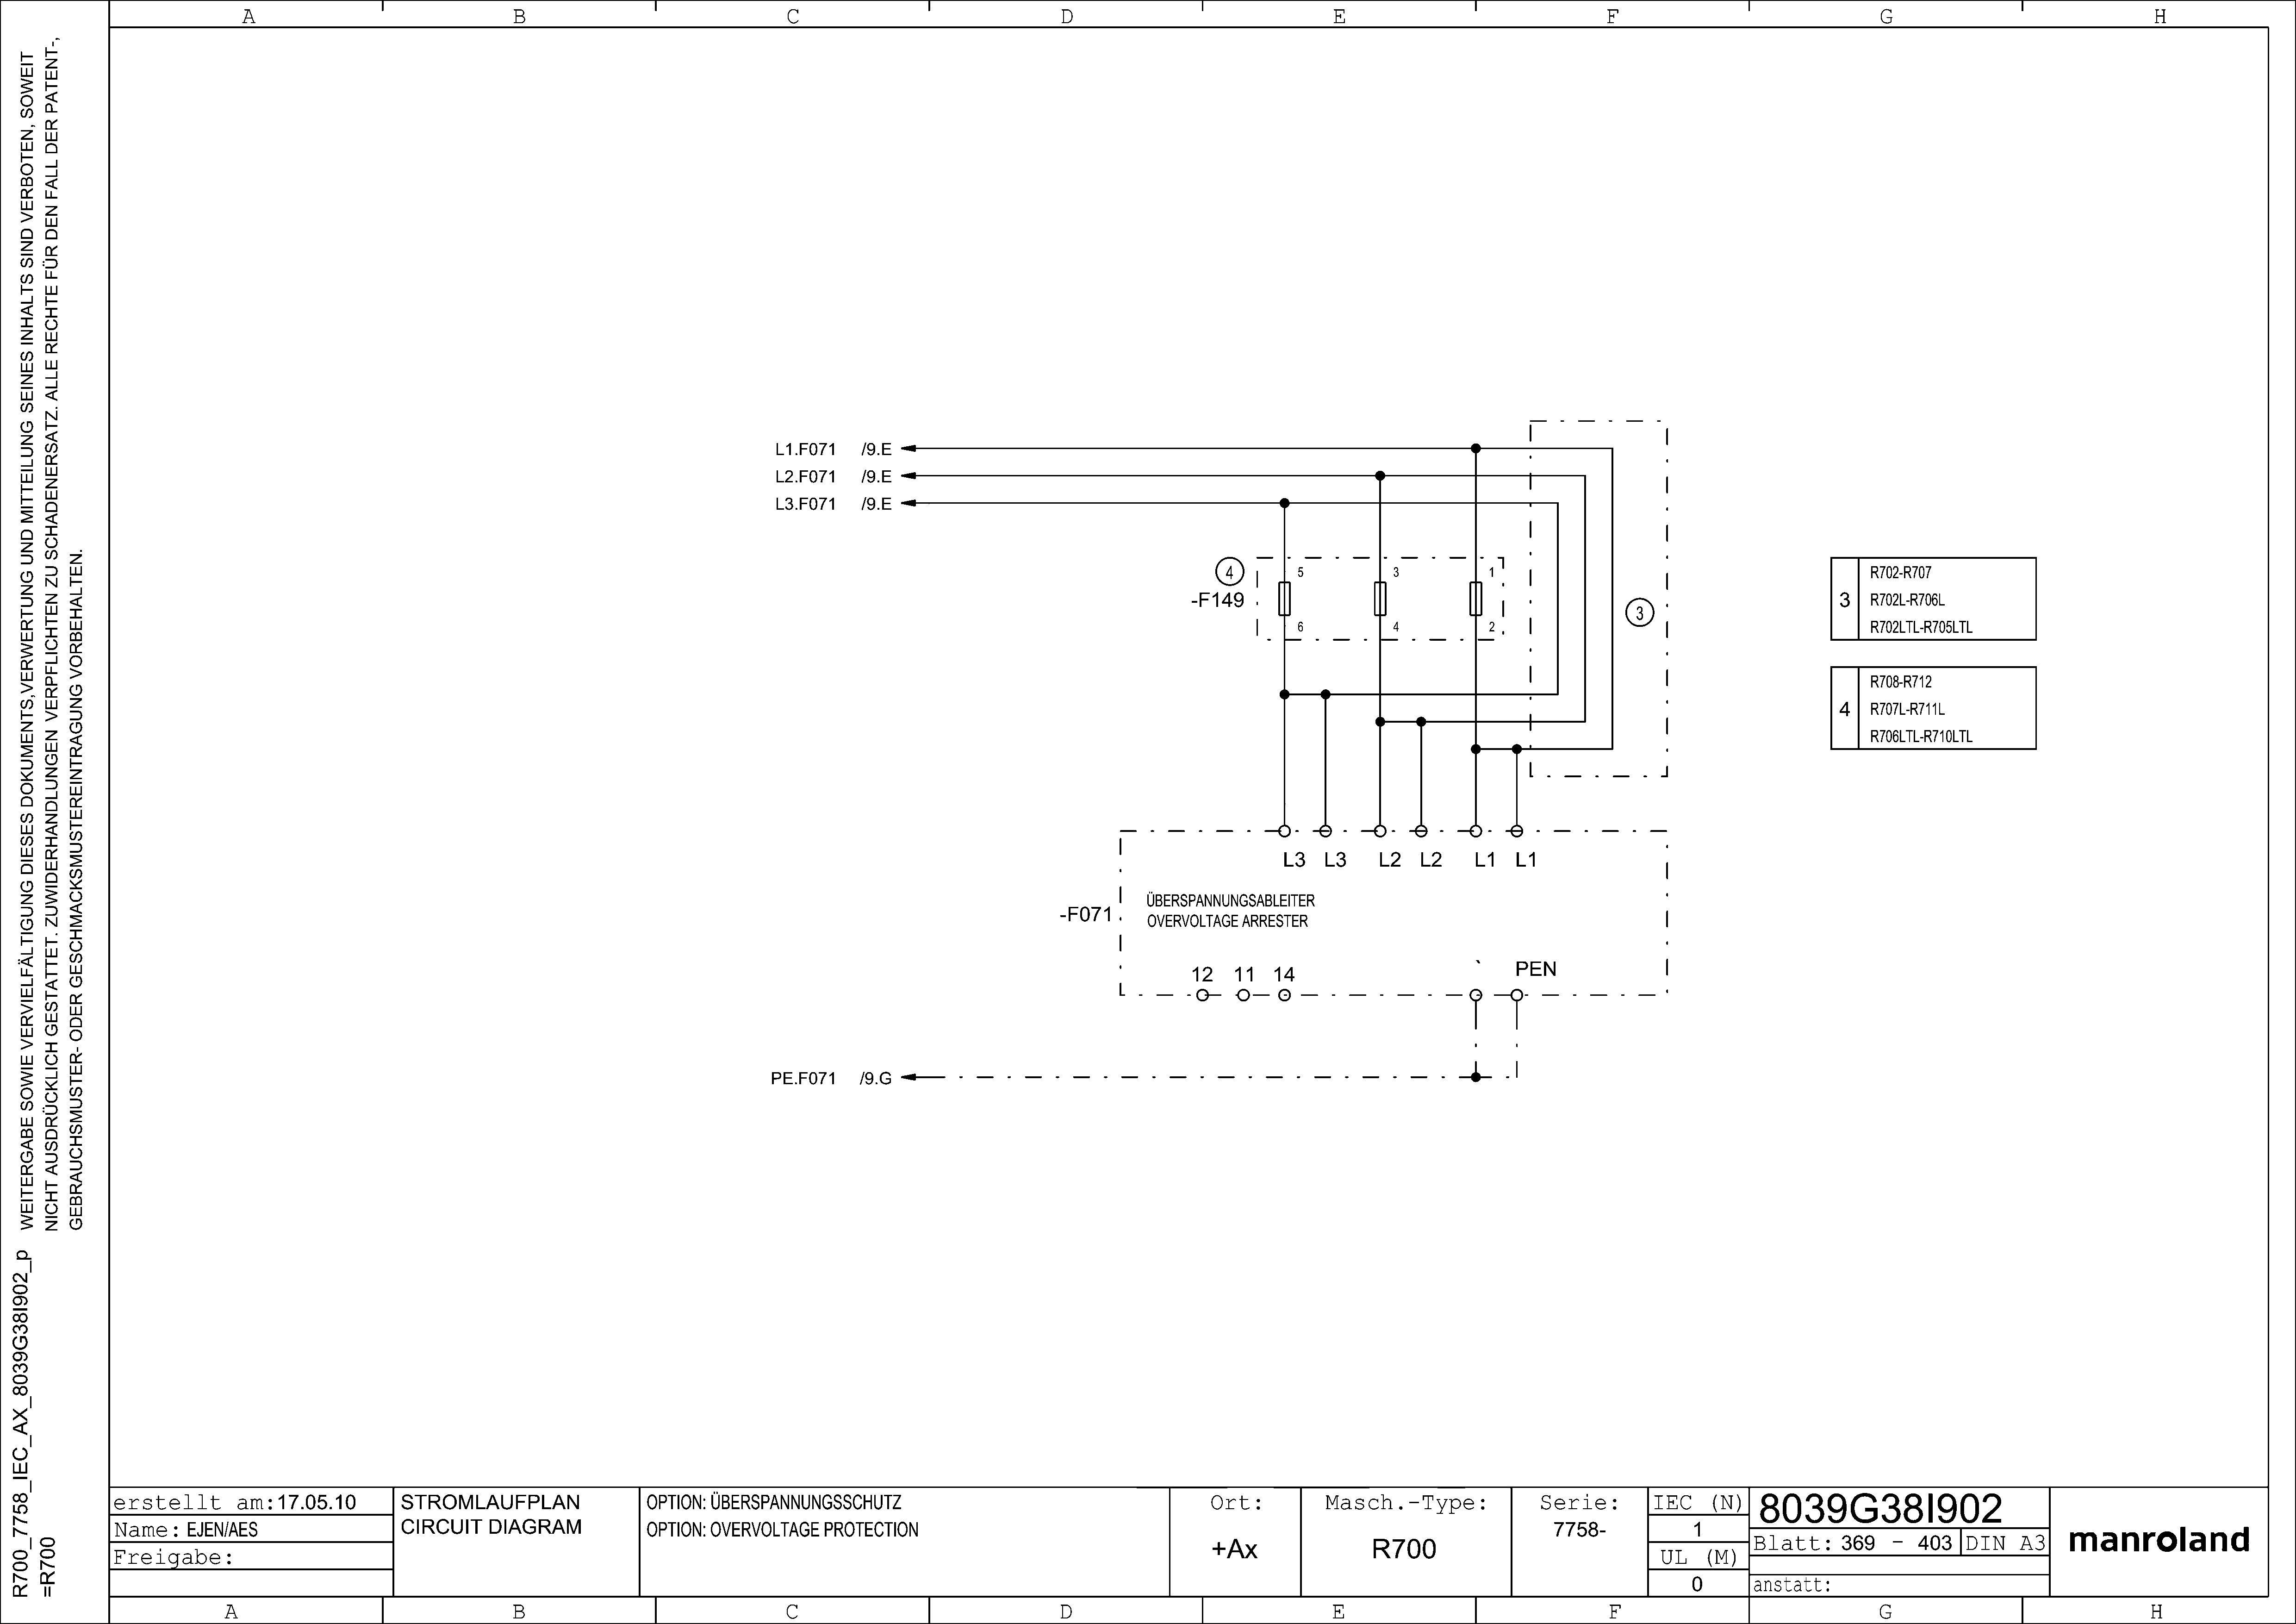 A B C D E F G H
WEITERGABE SOWIE VERVIELFÄLTIGUNG DIESES DOKUMENTS,VERWERTUNG UND MITTEILUNG SEINES INHALTS SIND VERBOTEN, SOWEIT
NICHT AUSDRÜCKLICH GESTATTET. ZUWIDERHANDLUNGEN VERPFLICHTEN ZU SCHADENERSATZ. ALLE RECHTE FÜR DEN FALL DER PATENT-,
GEBRAUCHSMUSTER- ODER GESCHMACKSMUSTEREINTRAGUNG VORBEHALTEN.
R700_7758_IEC_AX_8039G38I902_p
=R700
L1.F071 /9.E
L2.F071 /9.E
L3.F071 /9.E
4 5 3 1
-F149
6 4 2
3
3
R702-R707
R702L-R706L
R702LTL-R705LTL
4
R708-R712
R707L-R711L
R706LTL-R710LTL
L3 L3 L2 L2 L1 L1
-F071
ÜBERSPANNUNGSABLEITER
OVERVOLTAGE ARRESTER
12 11 14 ` PEN
PE.F071 /9.G
erstellt am:17.05.10
Name: EJEN/AES
Freigabe:
STROMLAUFPLAN
CIRCUIT DIAGRAM
OPTION: ÜBERSPANNUNGSSCHUTZ
OPTION: OVERVOLTAGE PROTECTION
Ort:
+Ax
Masch.-Type:
R700
Serie:
7758-
IEC (N)
1
UL (M)
0
8039G38I902
Blatt: 369 - 403 DIN A3
anstatt:
manroland
A B C D E F G H